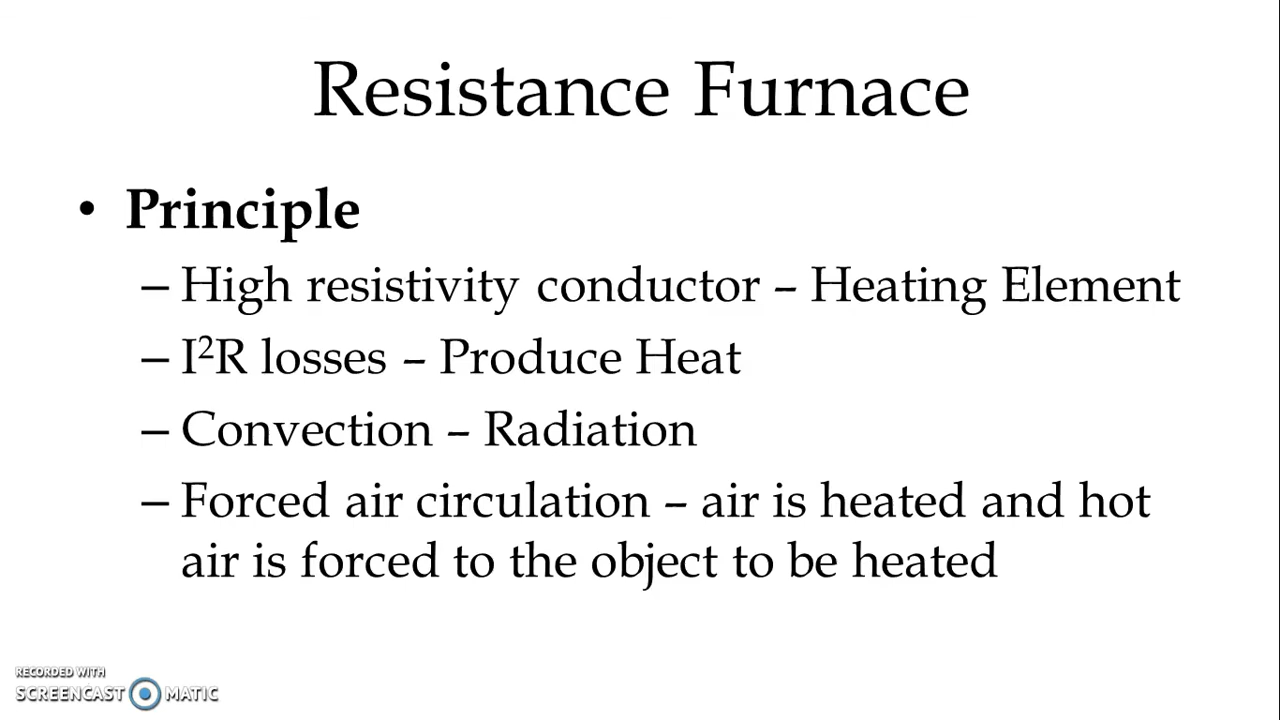 Resistance Furnace
• Principle
– High resistivity conductor – Heating Element
– I²R losses – Produce Heat
– Convection – Radiation
– Forced air circulation – air is heated and hot
air is forced to the object to be heated
RECORDED WITH
SCREENCAST MATIC